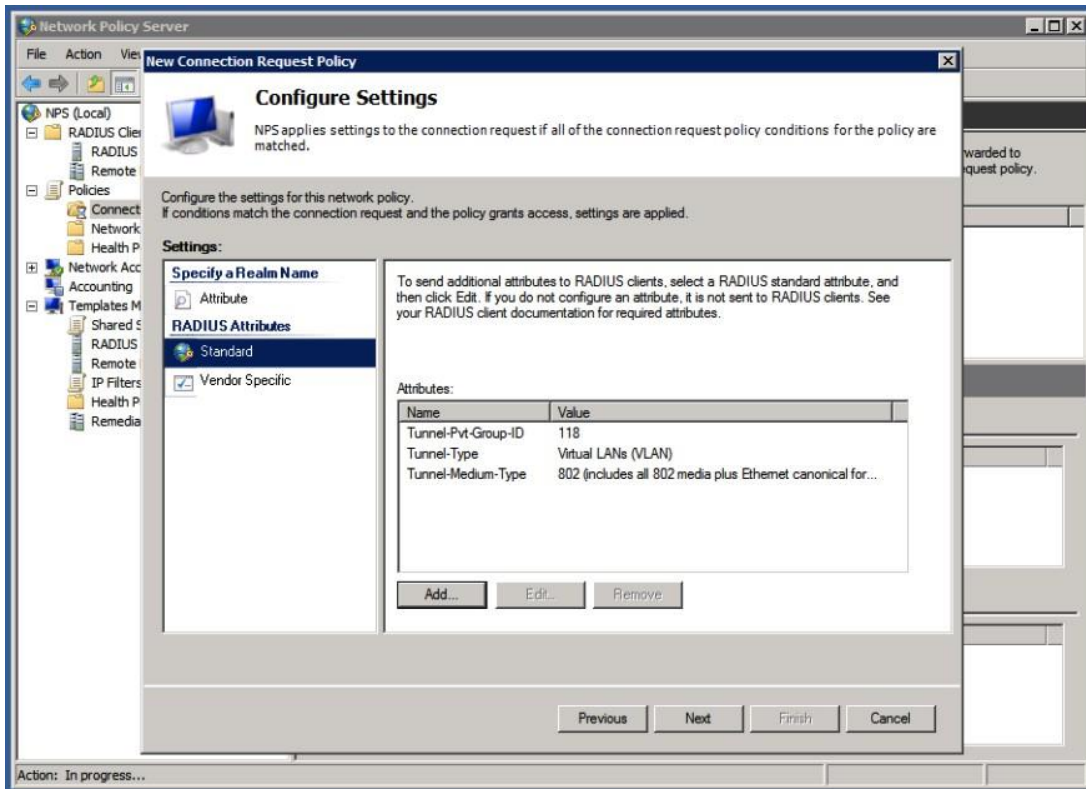 Network Policy Server
File Action Vie
New Connection Request Policy
Configure Settings
NPS applies settings to the connection request if all of the connection request policy conditions for the policy are
matched.
NPS (Local)
RADIUS Clie
RADIUS
Remote
Policies
Connect
Network
Health P
Network Acc
Accounting
Templates M
Shared S
RADIUS
Remote
IP Filters
Health P
Remedia
warded to
quest policy.
Configure the settings for this network policy.
If conditions match the connection request and the policy grants access, settings are applied.
Settings:
Specify a Realm Name
Attribute
RADIUS Attributes
Standard
Vendor Specific
To send additional attributes to RADIUS clients, select a RADIUS standard attribute, and
then click Edit. If you do not configure an attribute, it is not sent to RADIUS clients. See
your RADIUS client documentation for required attributes.
Attributes:
Name Value
Tunnel-Pvt-Group-ID 118
Tunnel-Type Virtual LANs (VLAN)
Tunnel-Medium-Type 802 (includes all 802 media plus Ethernet canonical for...
Add... Edit... Remove
Previous Next Finish Cancel
Action: In progress...